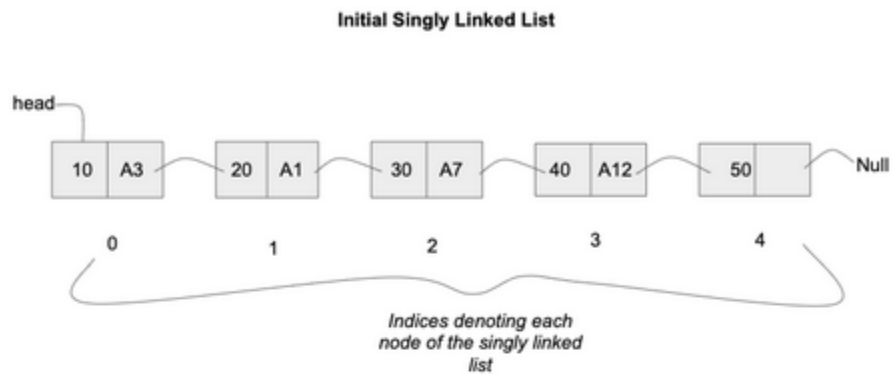 Initial Singly Linked List
head
10 A3 20 A1 30 A7 40 A12 50 Null
0 1 2 3 4
Indices denoting each
node of the singly linked
list